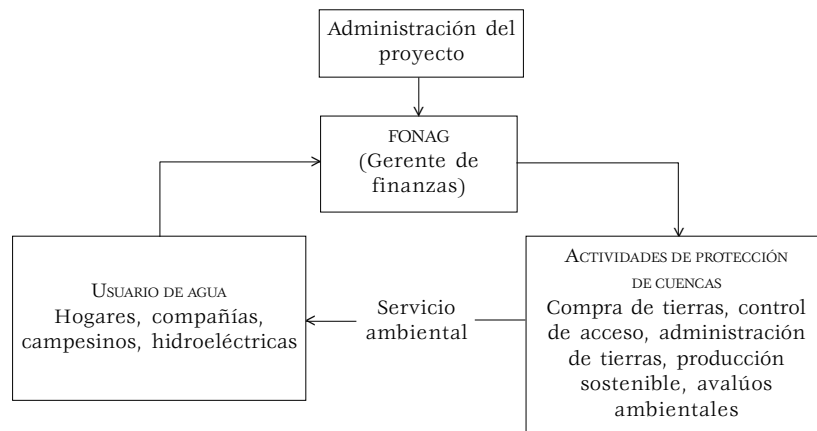 Administración del
proyecto
FONAG
(Gerente de
finanzas)
USUARIO DE AGUA
Hogares, compañías,
campesinos, hidroeléctricas
Servicio
ambiental
ACTIVIDADES DE PROTECCIÓN
DE CUENCAS
Compra de tierras, control
de acceso, administración
de tierras, producción
sostenible, avalúos
ambientales